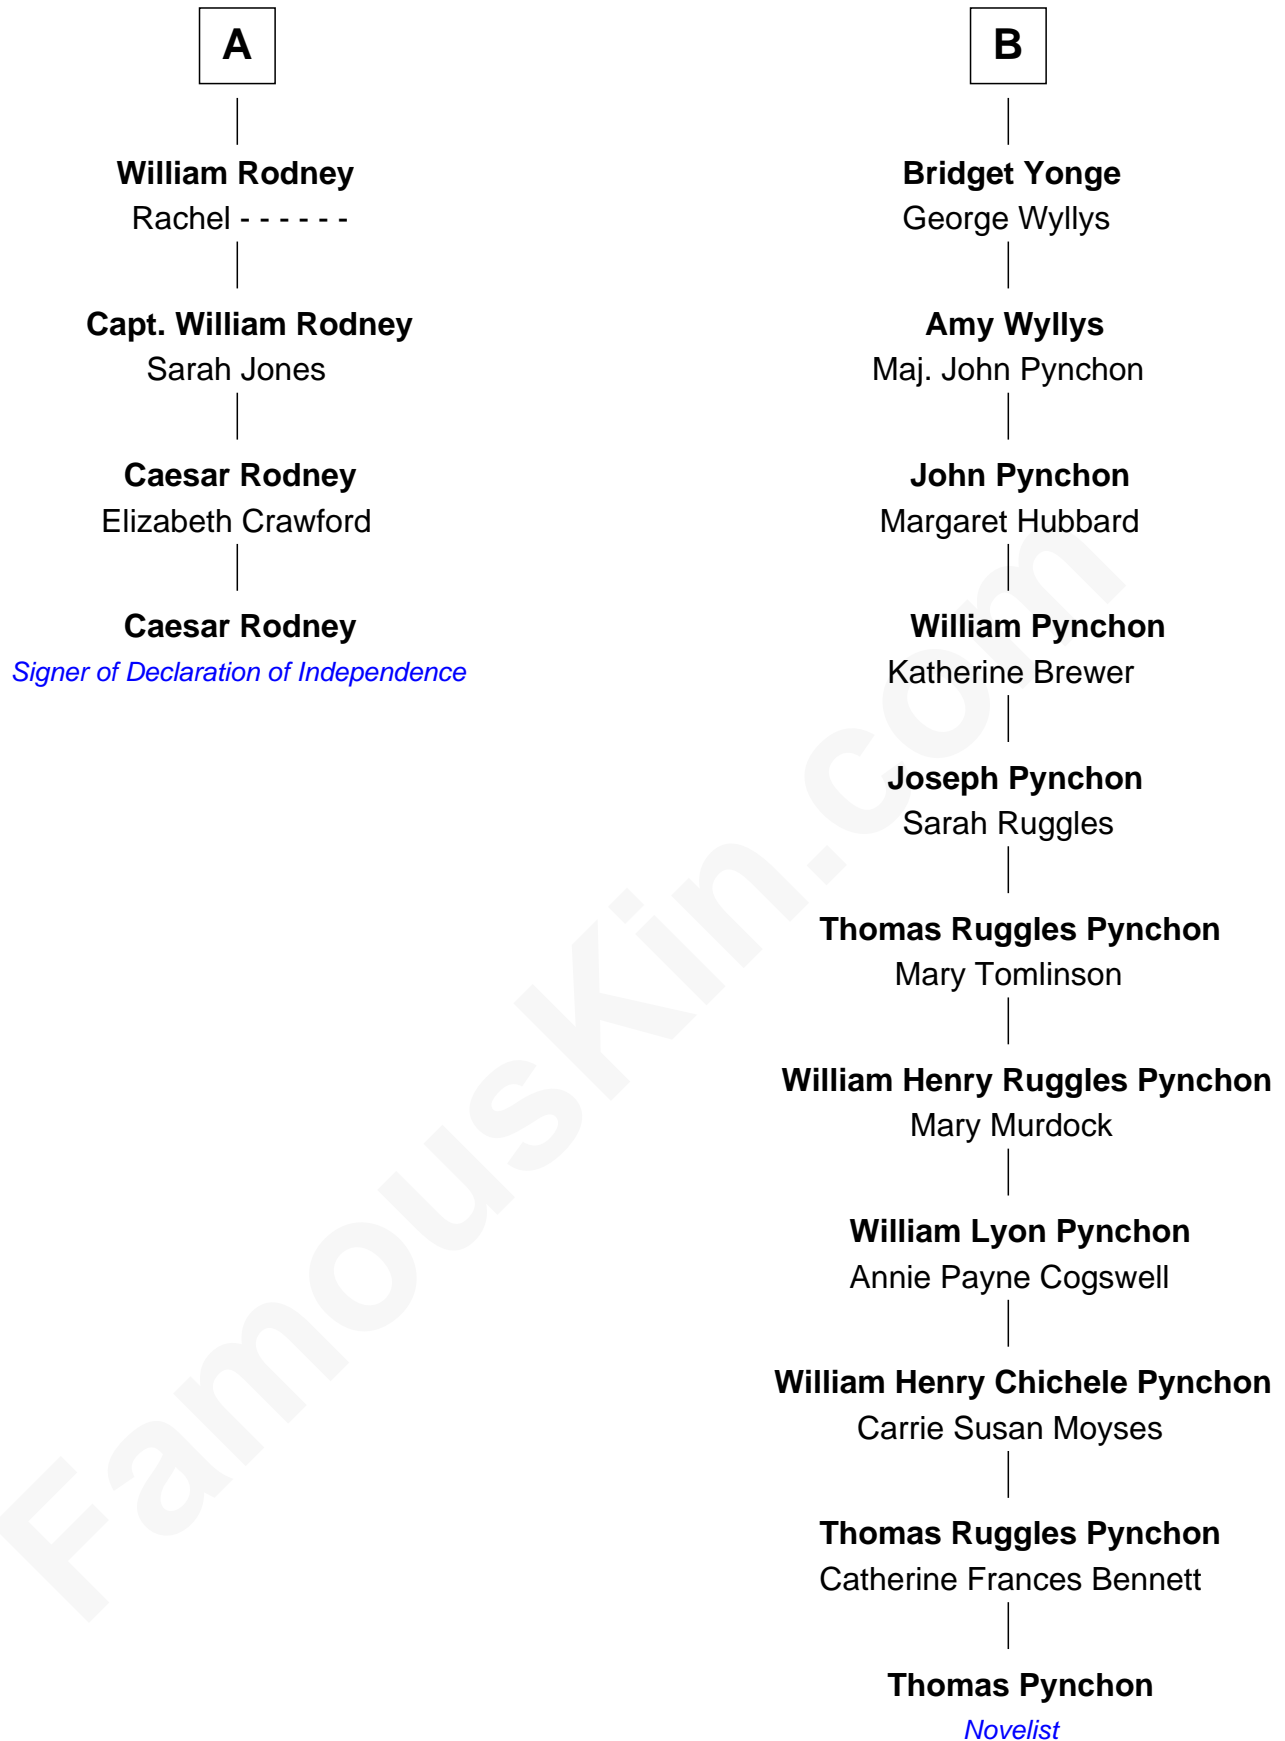 A
William Rodney
Rachel - - - - - -
Capt. William Rodney
Sarah Jones
Caesar Rodney
Elizabeth Crawford
Caesar Rodney
Signer of Declaration of Independence
B
Bridget Yonge
George Wyllys
Amy Wyllys
Maj. John Pynchon
John Pynchon
Margaret Hubbard
William Pynchon
Katherine Brewer
Joseph Pynchon
Sarah Ruggles
Thomas Ruggles Pynchon
Mary Tomlinson
William Henry Ruggles Pynchon
Mary Murdock
William Lyon Pynchon
Annie Payne Cogswell
William Henry Chichele Pynchon
Carrie Susan Moyses
Thomas Ruggles Pynchon
Catherine Frances Bennett
Thomas Pynchon
Novelist
FamousKin.com